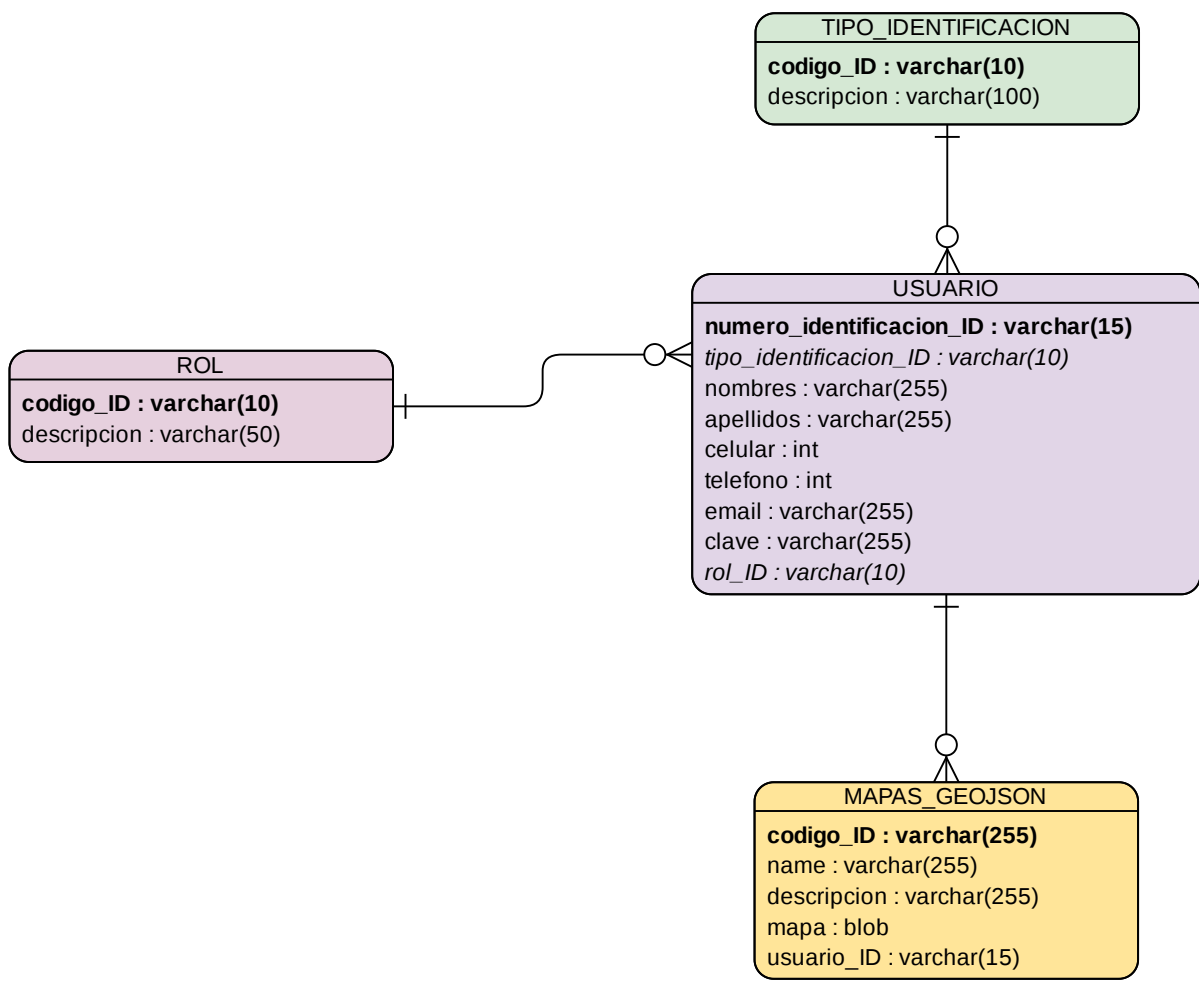 TIPO_IDENTIFICACION
codigo_ID : varchar(10)
descripcion : varchar(100)
USUARIO
numero_identificacion_ID : varchar(15)
tipo_identificacion_ID : varchar(10)
nombres : varchar(255)
apellidos : varchar(255)
celular : int
telefono : int
email : varchar(255)
clave : varchar(255)
rol_ID : varchar(10)
ROL
codigo_ID : varchar(10)
descripcion : varchar(50)
MAPAS_GEOJSON
codigo_ID : varchar(255)
name : varchar(255)
descripcion : varchar(255)
mapa : blob
usuario_ID : varchar(15)